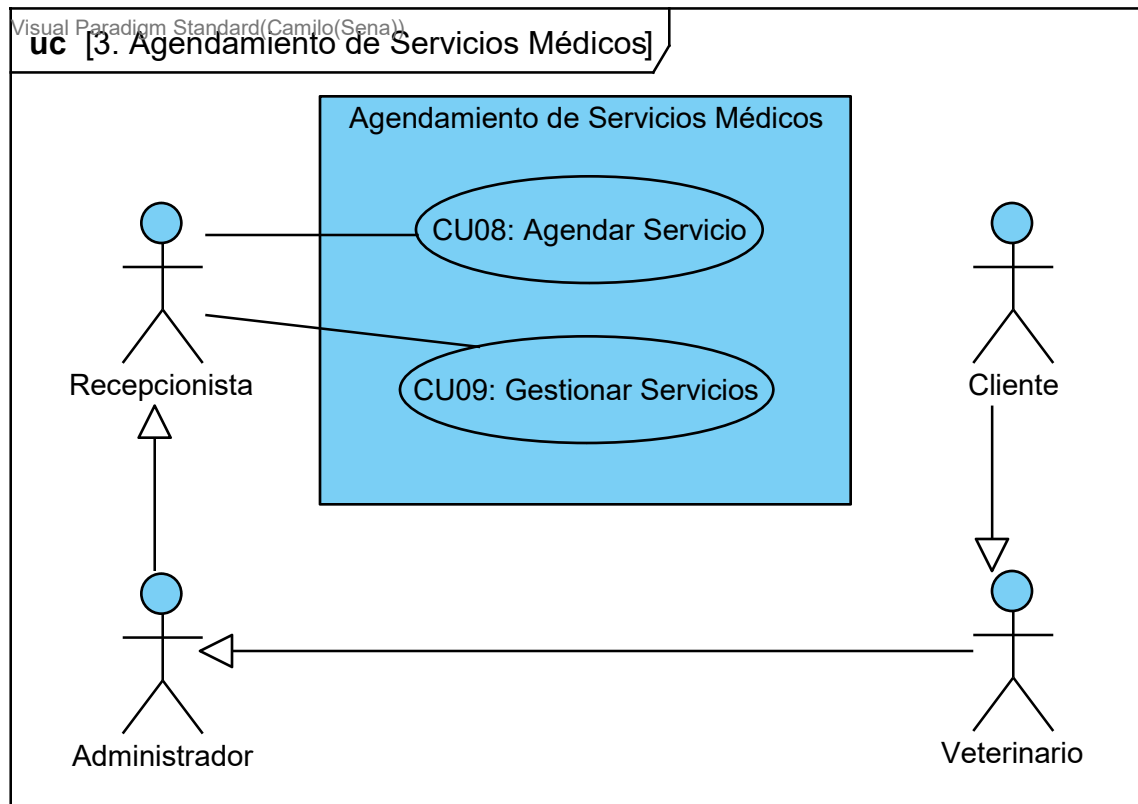 Visual Paradigm Standard(Camilo(Sena))
uc [3. Agendamiento de Servicios Médicos]
Agendamiento de Servicios Médicos
CU08: Agendar Servicio
CU09: Gestionar Servicios
Recepcionista
Cliente
Administrador
Veterinario